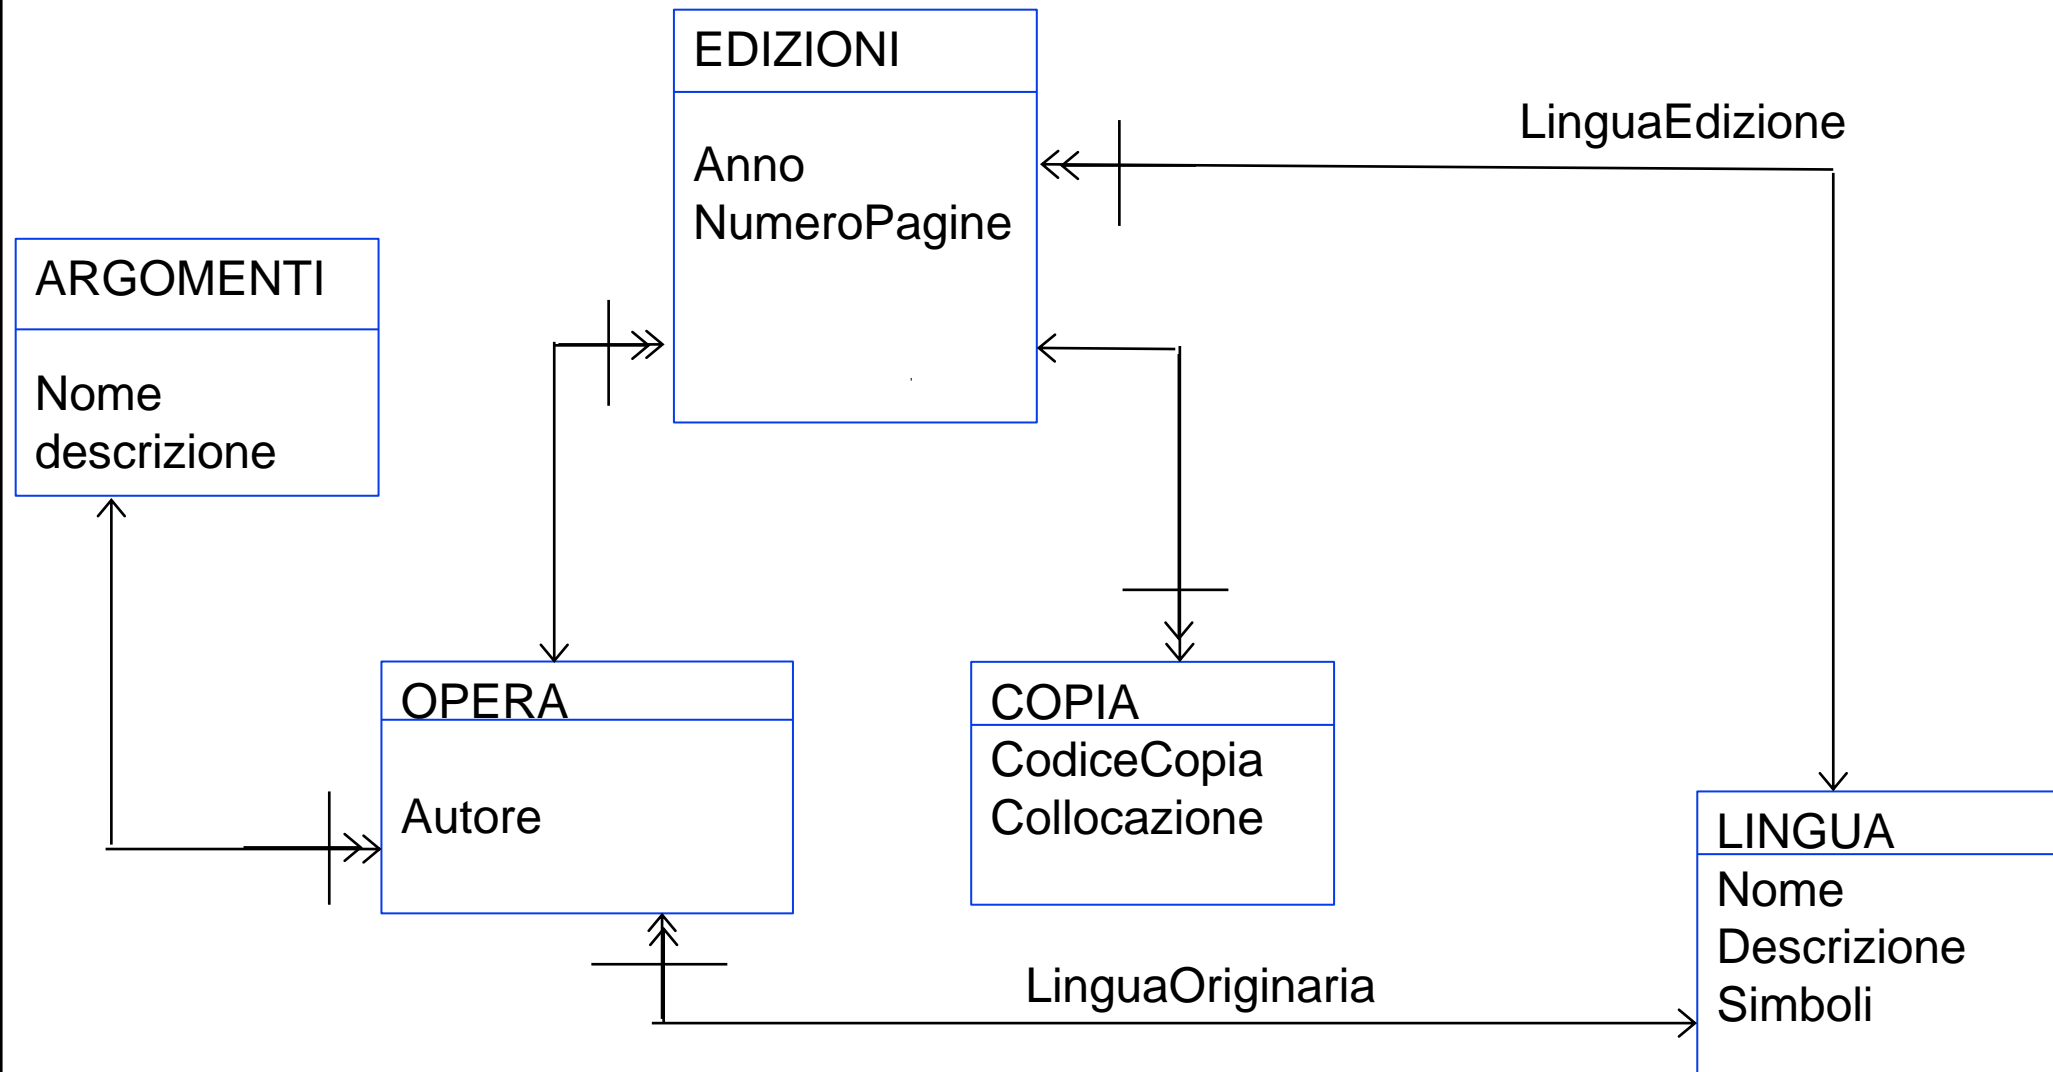 EDIZIONI
Anno
NumeroPagine
LinguaEdizione
ARGOMENTI
Nome
descrizione
OPERA
Autore
COPIA
CodiceCopia
Collocazione
LINGUA
Nome
Descrizione
Simboli
LinguaOriginaria